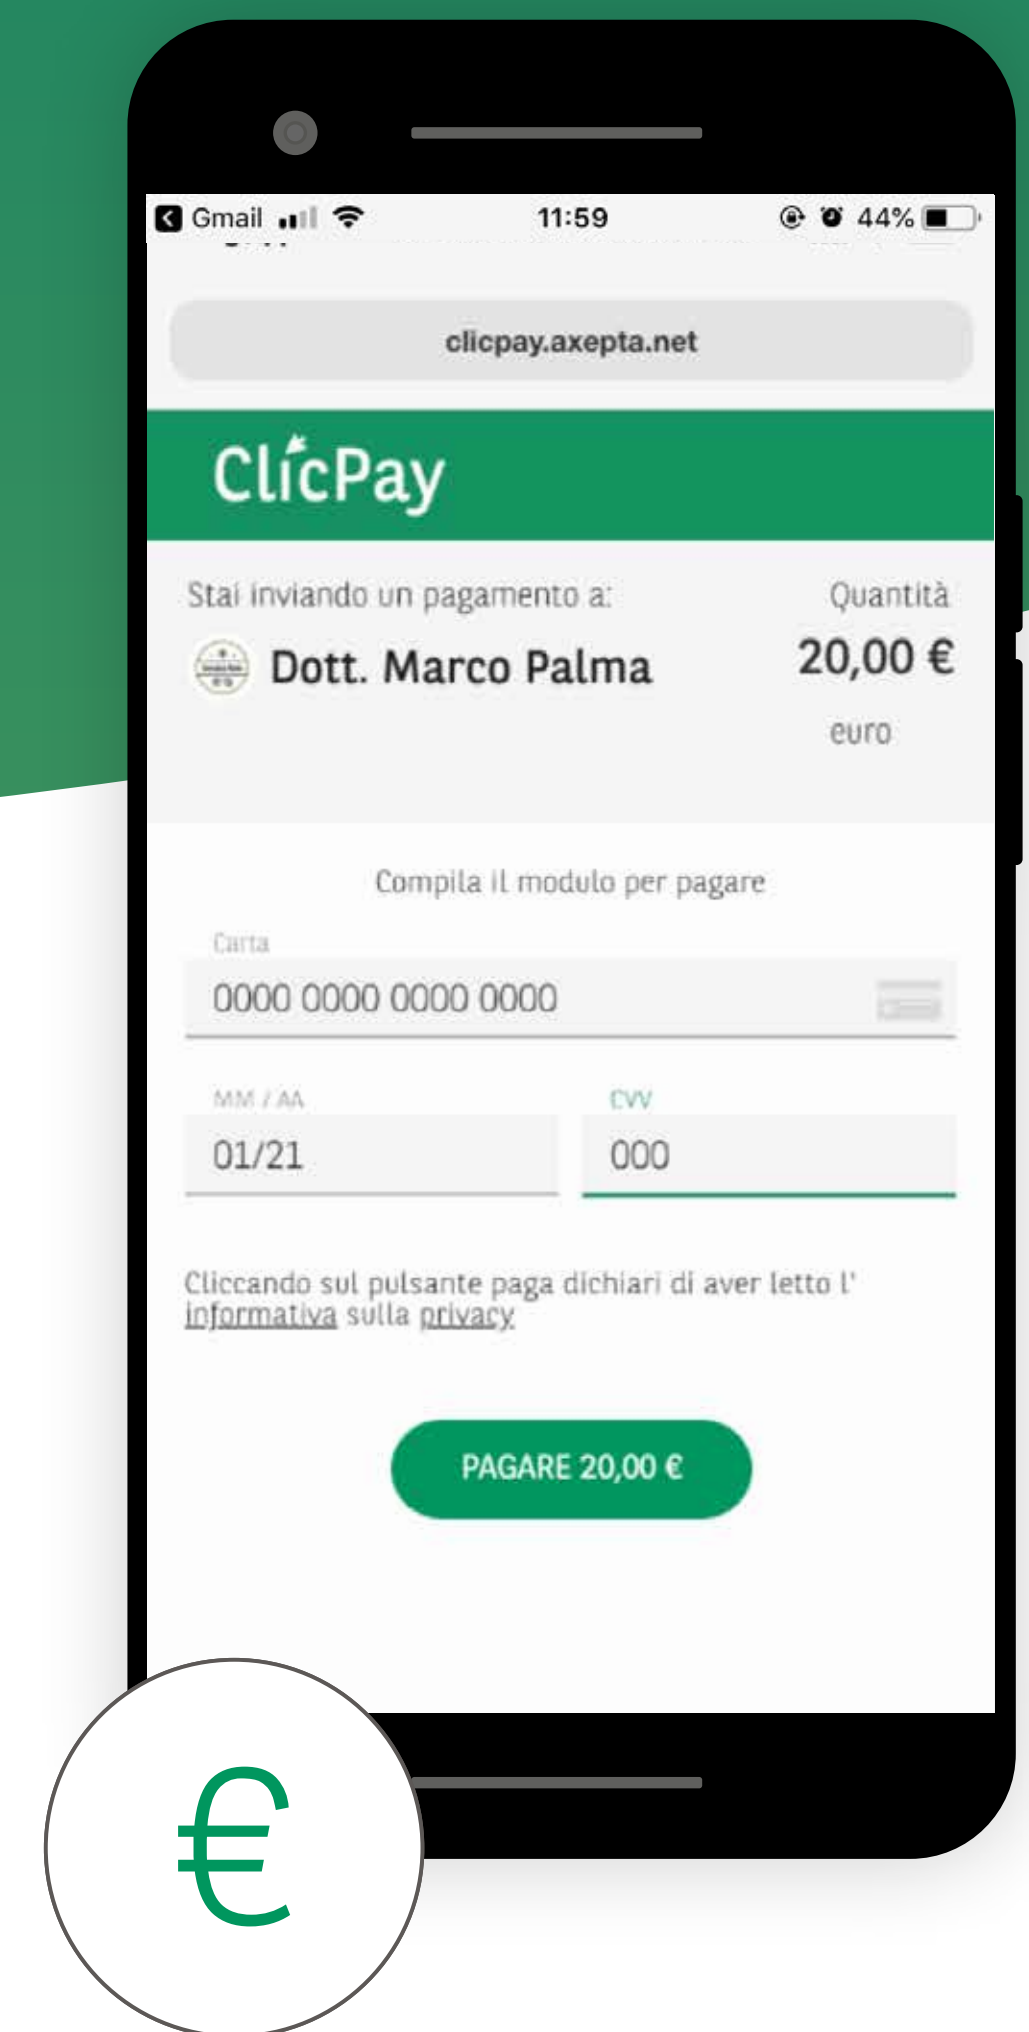 Gmail 11:59 44%
clicpay.axepta.net
ClicPay
Stai inviando un pagamento a: Quantità
Dott. Marco Palma 20,00 €
euro
Compila il modulo per pagare
Carta
0000 0000 0000 0000
MM / AA CVV
01/21 000
Cliccando sul pulsante paga dichiari di aver letto l'
informativa sulla privacy
PAGARE 20,00 €
€